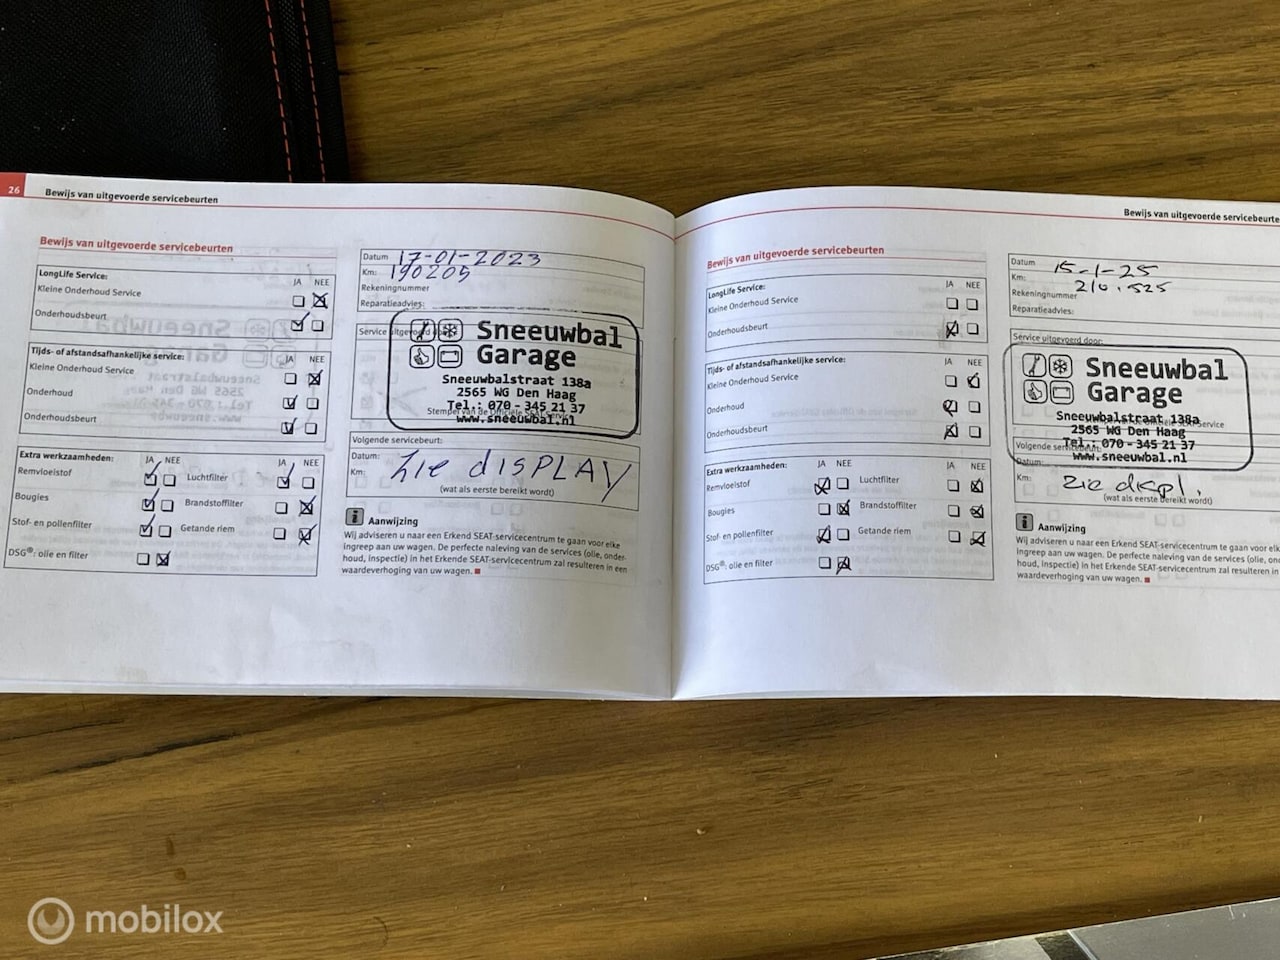 26
Bewijs van uitgevoerde servicebeurten
Bewijs van uitgevoerde servicebeurten
LongLife Service:
JA NEE
Kleine Onderhoud Service
Onderhoudsbeurt
Tijds- of afstandsafhankelijke service:
JA NEE
Kleine Onderhoud Service
Onderhoud
Onderhoudsbeurt
Extra werkzaamheden:
JA NEE
JA NEE
Remvloeistof
Luchtfilter
Bougies
Brandstoffilter
Stof- en pollenfilter
Getande riem
DSG®: olie en filter
Datum 17-01-2023
Km: 190205
Rekeningnummer
Reparatieadvies:
Service uitgevoerd door:
Sneeuwbal
Garage
Sneeuwbalstraat 138a
2565 WG Den Haag
Tel.: 070 - 345 21 37
Stempel van de Officiële SEAT-Service
www.sneeuwbal.nl
Volgende servicebeurt:
Datum:
Km:
Zie DISPLAY
(wat als eerste bereikt wordt)
Aanwijzing
Wij adviseren u naar een Erkend SEAT-servicecentrum te gaan voor elke
ingreep aan uw wagen. De perfecte naleving van de services (olie, onder-
houd, inspectie) in het Erkende SEAT-servicecentrum zal resulteren in een
waardeverhoging van uw wagen.
Bewijs van uitgevoerde servicebeurte
Bewijs van uitgevoerde servicebeurten
LongLife Service:
JA NEE
Kleine Onderhoud Service
Onderhoudsbeurt
Tijds- of afstandsafhankelijke service:
JA NEE
Kleine Onderhoud Service
Onderhoud
Onderhoudsbeurt
Extra werkzaamheden:
JA NEE
JA NEE
Remvloeistof
Luchtfilter
Bougies
Brandstoffilter
Stof- en pollenfilter
Getande riem
DSG®: olie en filter
Datum 15-1-25
Km: 210.525
Rekeningnummer
Reparatieadvies:
Service uitgevoerd door:
Sneeuwbal
Garage
Sneeuwbalstraat 138a
2565 WG Den Haag
Tel.: 070 - 345 21 37
www.sneeuwbal.nl
Volgende servicebeurt:
Datum:
Km:
Zie displ.
(wat als eerste bereikt wordt)
Aanwijzing
Wij adviseren u naar een Erkend SEAT-servicecentrum te gaan voor elk
ingreep aan uw wagen. De perfecte naleving van de services (olie, on
houd, inspectie) in het Erkende SEAT-servicecentrum zal resulteren in
waardeverhoging van uw wagen.
mobilox